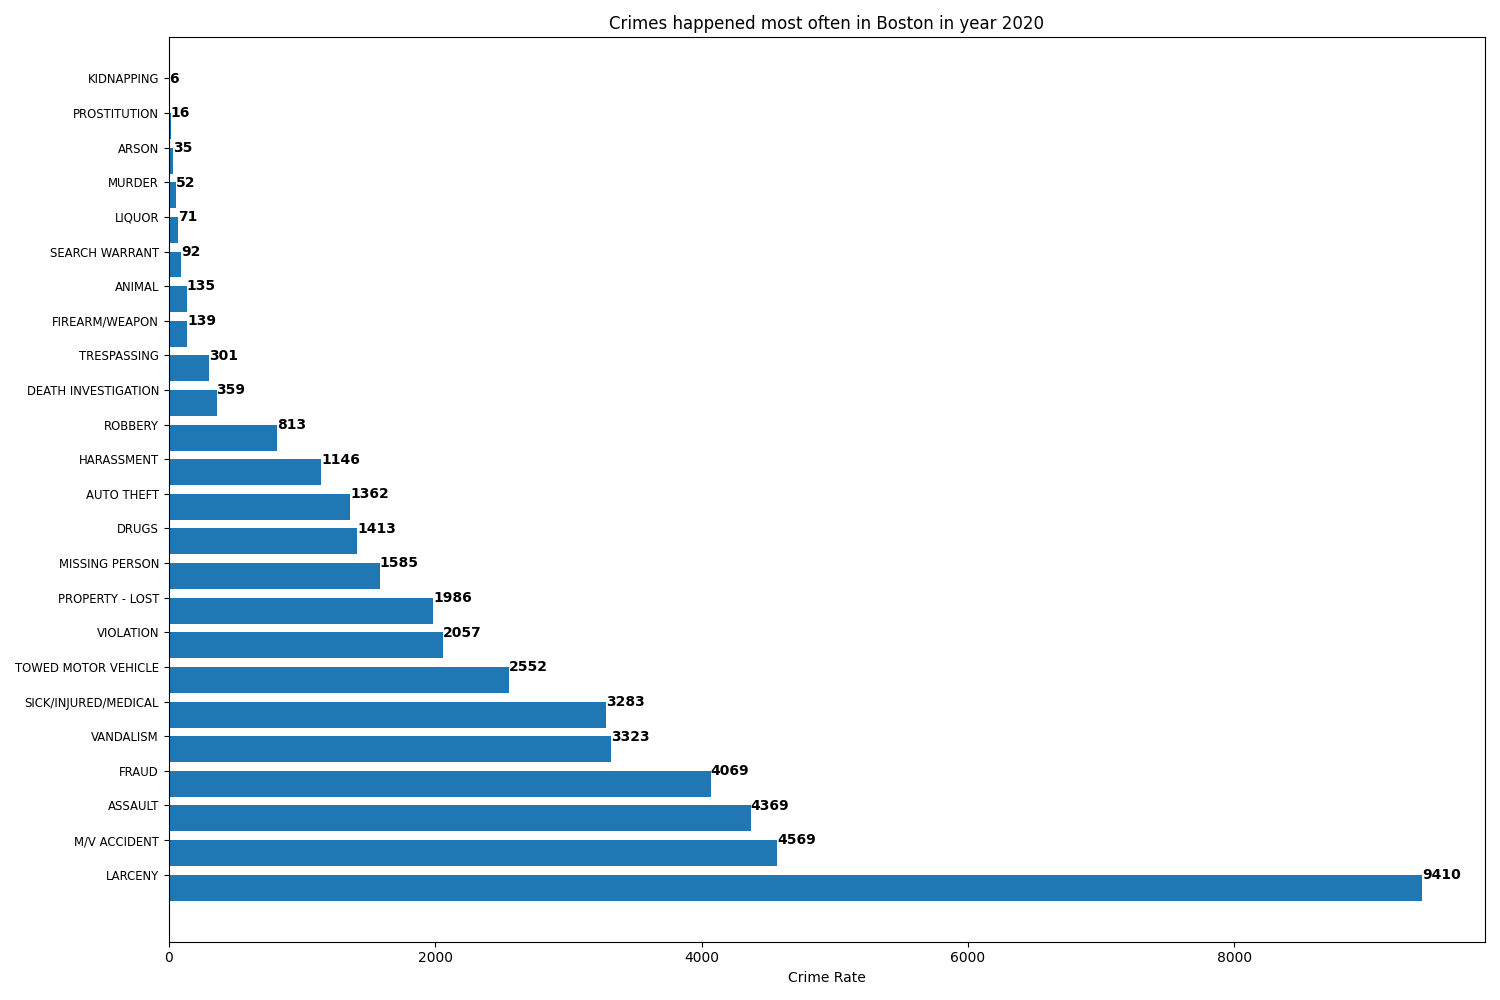 Crimes happened most often in Boston in year 2020
KIDNAPPING 6
PROSTITUTION 16
ARSON 35
MURDER 52
LIQUOR 71
SEARCH WARRANT 92
ANIMAL 135
FIREARM/WEAPON 139
TRESPASSING 301
DEATH INVESTIGATION 359
ROBBERY 813
HARASSMENT 1146
AUTO THEFT 1362
DRUGS 1413
MISSING PERSON 1585
PROPERTY - LOST 1986
VIOLATION 2057
TOWED MOTOR VEHICLE 2552
SICK/INJURED/MEDICAL 3283
VANDALISM 3323
FRAUD 4069
ASSAULT 4369
M/V ACCIDENT 4569
LARCENY 9410
0 2000 4000 6000 8000
Crime Rate